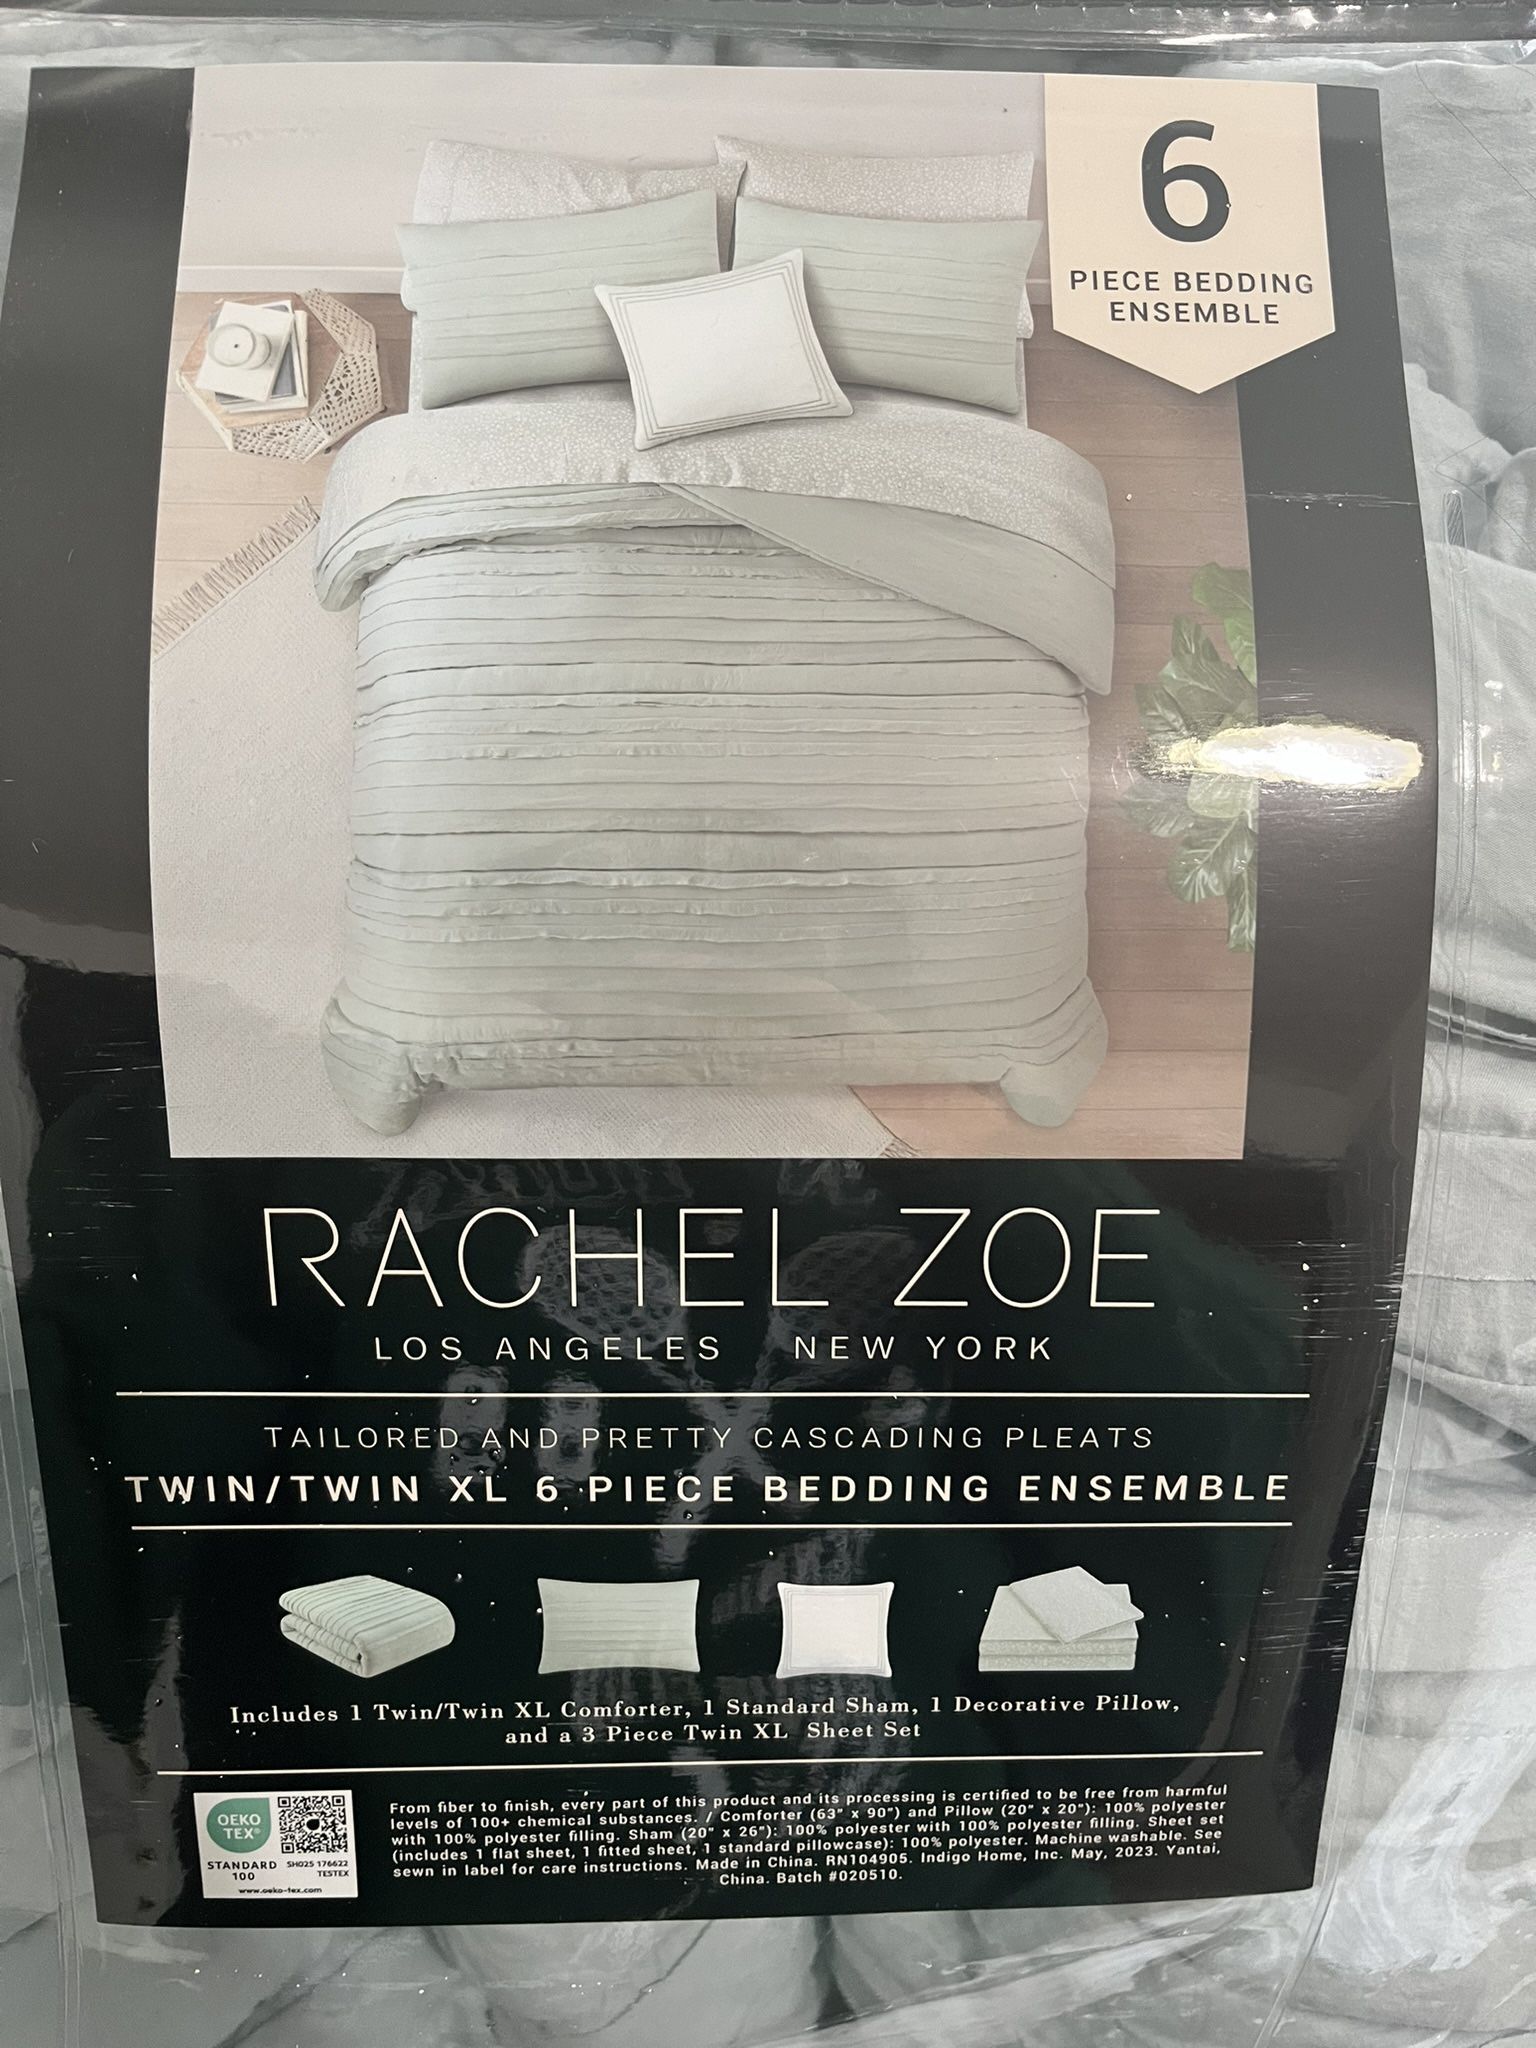 6
PIECE BEDDING
ENSEMBLE
RACHEL ZOE
LOS ANGELES NEW YORK
TAILORED AND PRETTY CASCADING PLEATS
TWIN/TWIN XL 6 PIECE BEDDING ENSEMBLE
Includes 1 Twin/Twin XL Comforter, 1 Standard Sham, 1 Decorative Pillow,
and a 3 Piece Twin XL Sheet Set
OEKO
TEX®
STANDARD
100
SH025 176622
TESTEX
www.oeko-tex.com
From fiber to finish, every part of this product and its processing is certified to be free from harmful
levels of 100+ chemical substances. / Comforter (63" x 90") and Pillow (20" x 20"): 100% polyester
with 100% polyester filling. Sham (20" x 26"): 100% polyester with 100% polyester filling. Sheet set
(includes 1 flat sheet, 1 fitted sheet, 1 standard pillowcase): 100% polyester. Machine washable. See
sewn in label for care instructions. Made in China. RN104905. Indigo Home, Inc. May, 2023. Yantai,
China. Batch #020510.